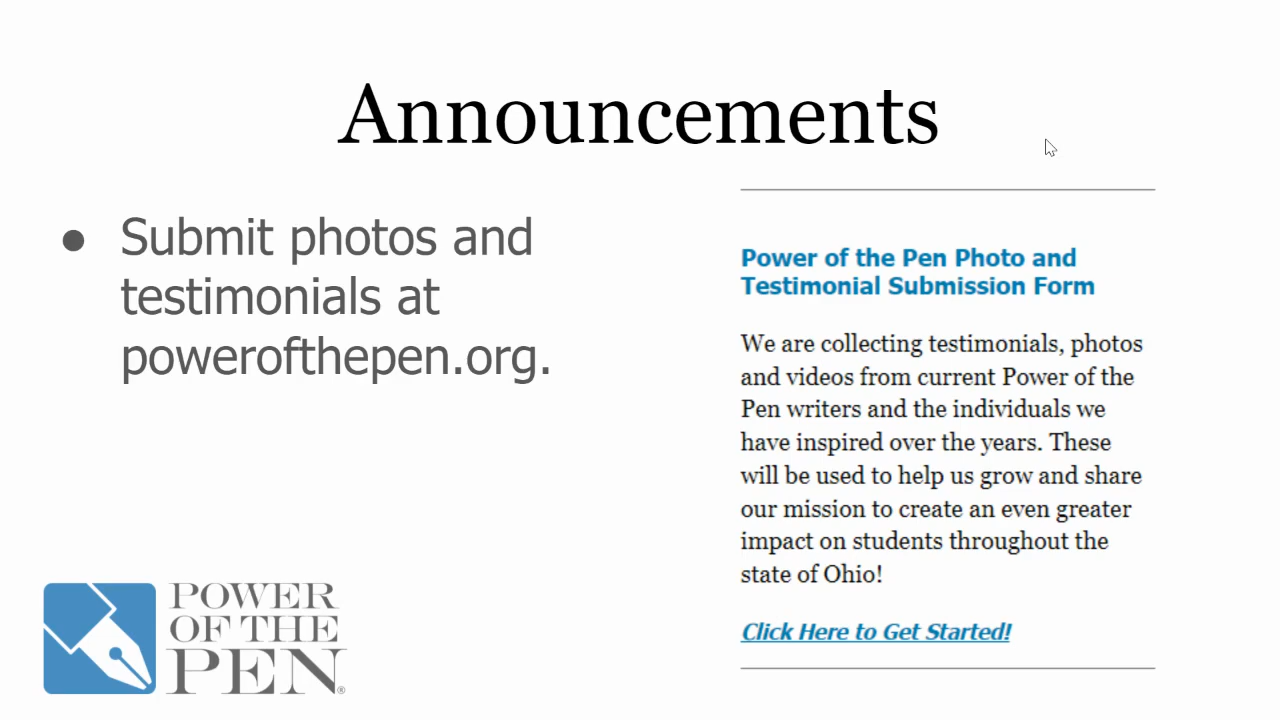 Announcements
● Submit photos and
testimonials at
powerofthepen.org.
Power of the Pen Photo and
Testimonial Submission Form
We are collecting testimonials, photos
and videos from current Power of the
Pen writers and the individuals we
have inspired over the years. These
will be used to help us grow and share
our mission to create an even greater
impact on students throughout the
state of Ohio!
Click Here to Get Started!
POWER
OF THE
PEN®